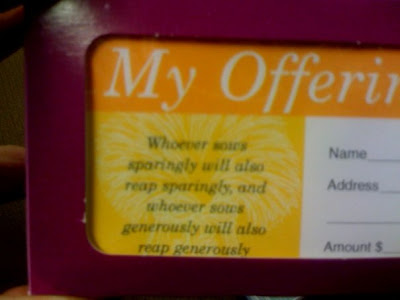 My Offerin
Whoever sows
sparingly will also
reap sparingly, and
whoever sows
generously will also
reap generously
Name
Address
Amount $